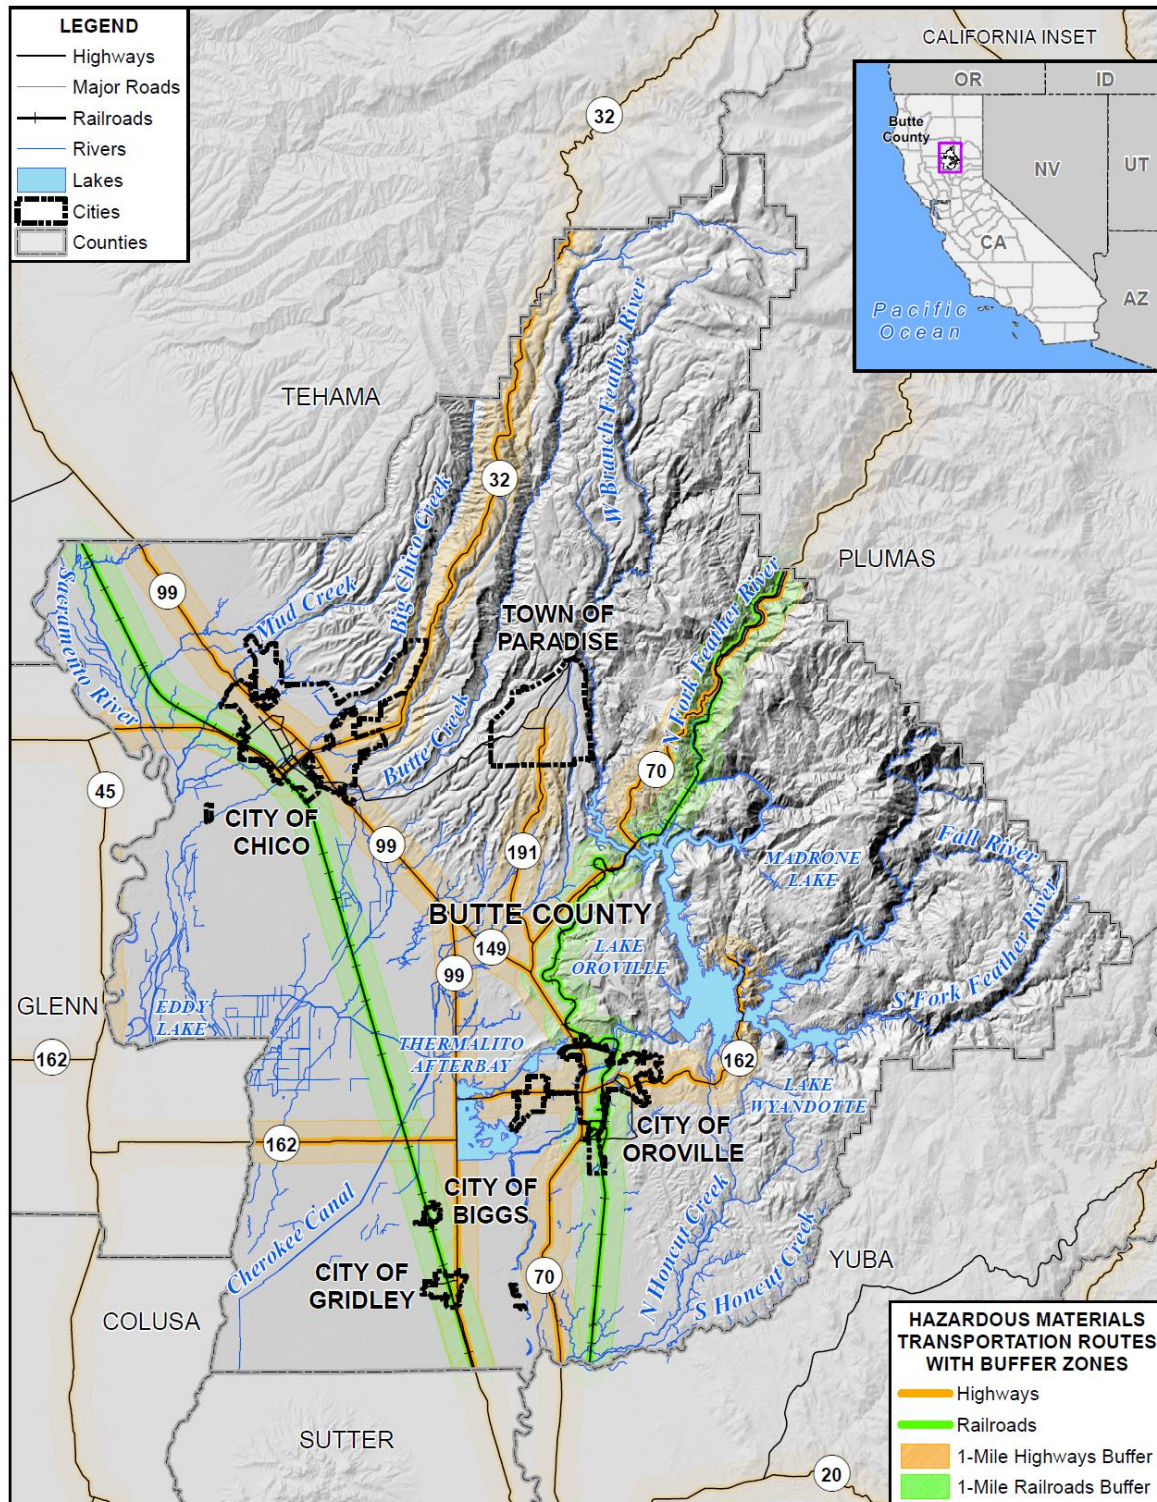 LEGEND
Highways
Major Roads
Railroads
Rivers
Lakes
Cities
Counties
CALIFORNIA INSET
OR
ID
Butte
County
NV
UT
CA
AZ
Pacific
Ocean
32
TEHAMA
32
W Branch Feather River
Big Chico Creek
PLUMAS
99
Mud Creek
Sacramento River
TOWN OF
PARADISE
N Fork Feather River
Butte Creek
70
45
CITY OF
CHICO
99
191
MADRONE
LAKE
Fall River
BUTTE COUNTY
149
99
LAKE
OROVILLE
S Fork Feather River
GLENN
EDDY
LAKE
162
THERMALITO
AFTERBAY
162
LAKE
WYANDOTTE
CITY OF
OROVILLE
162
CITY OF
BIGGS
Cherokee Canal
CITY OF
GRIDLEY
70
N Honcut Creek
S Honcut Creek
YUBA
COLUSA
SUTTER
20
HAZARDOUS MATERIALS
TRANSPORTATION ROUTES
WITH BUFFER ZONES
Highways
Railroads
1-Mile Highways Buffer
1-Mile Railroads Buffer